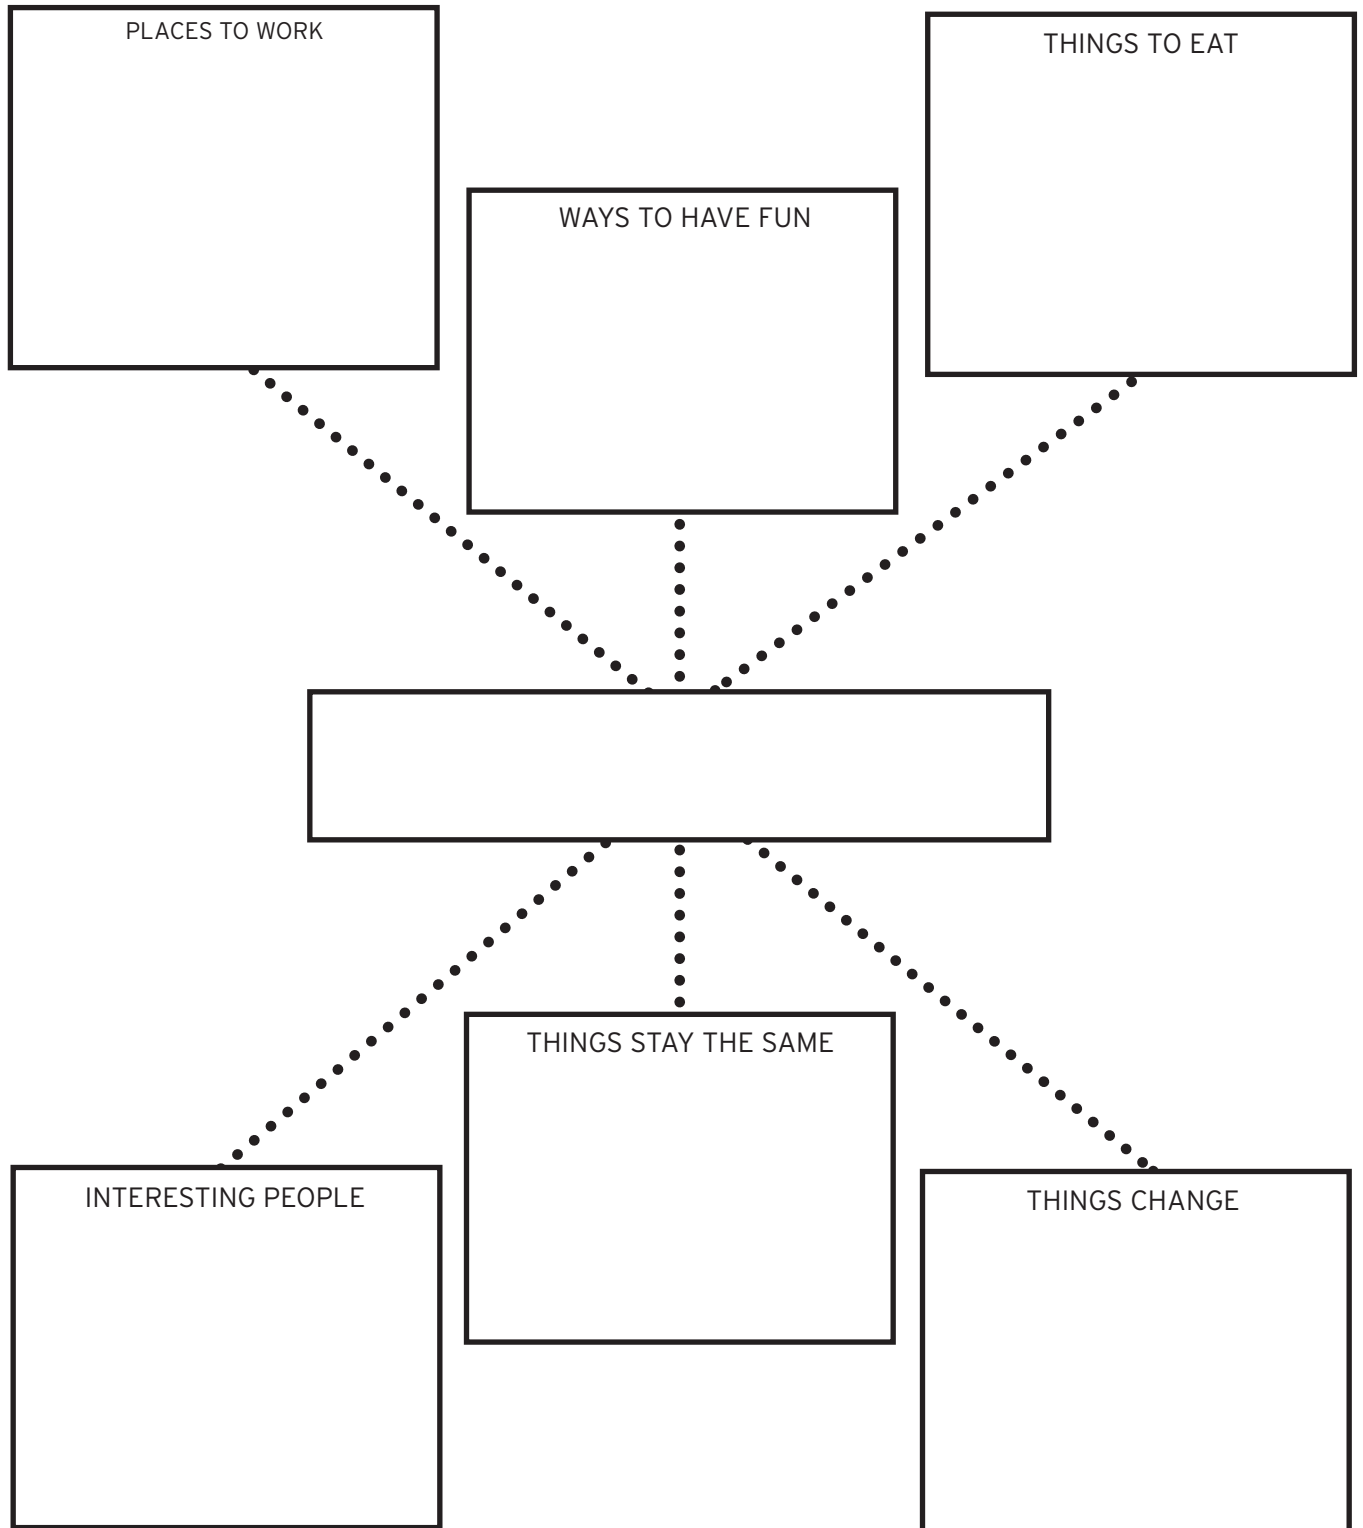 PLACES TO WORK
THINGS TO EAT
WAYS TO HAVE FUN
THINGS STAY THE SAME
INTERESTING PEOPLE
THINGS CHANGE